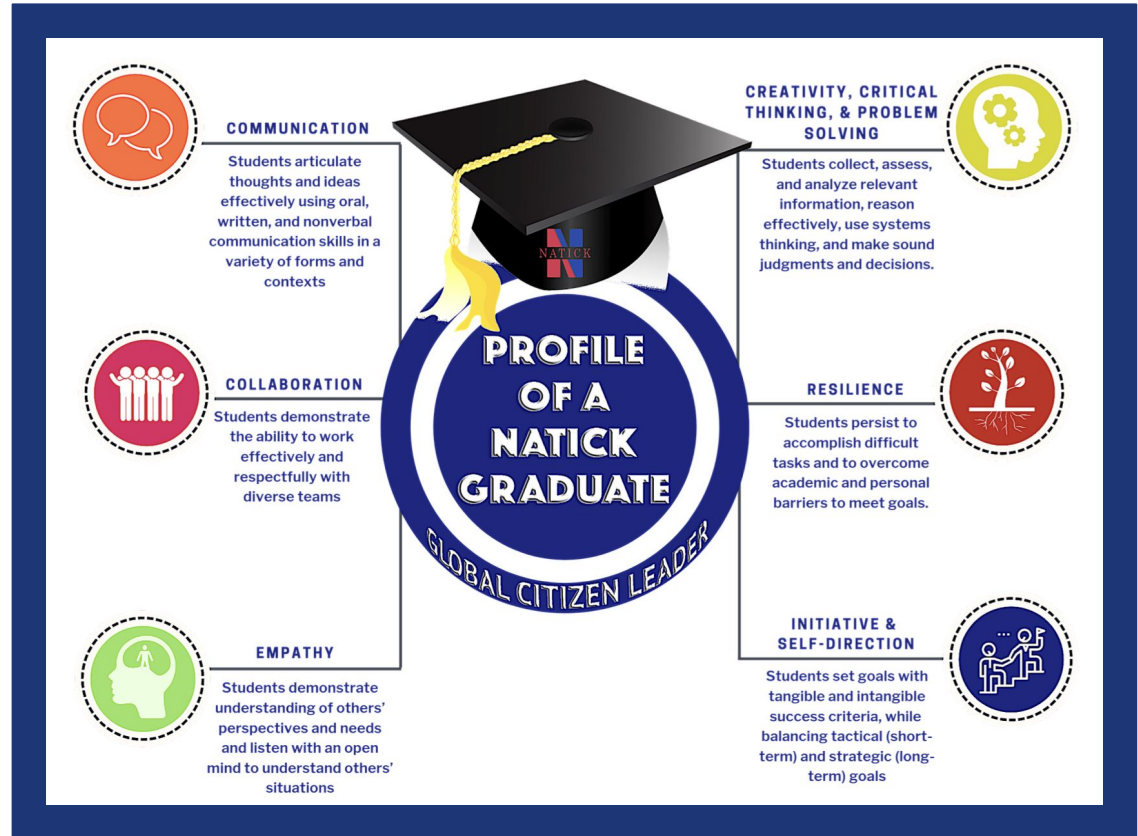 COMMUNICATION
Students articulate
thoughts and ideas
effectively using oral,
written, and nonverbal
communication skills in a
variety of forms and
contexts
COLLABORATION
Students demonstrate
the ability to work
effectively and
respectfully with
diverse teams
EMPATHY
Students demonstrate
understanding of others'
perspectives and needs
and listen with an open
mind to understand others'
situations
NATICK
PROFILE
OF A
NATICK
GRADUATE
GLOBAL CITIZEN LEADER
CREATIVITY, CRITICAL
THINKING, & PROBLEM
SOLVING
Students collect, assess,
and analyze relevant
information, reason
effectively, use systems
thinking, and make sound
judgments and decisions.
RESILIENCE
Students persist to
accomplish difficult
tasks and to overcome
academic and personal
barriers to meet goals.
INITIATIVE &
SELF-DIRECTION
Students set goals with
tangible and intangible
success criteria, while
balancing tactical (short-
term) and strategic (long-
term) goals